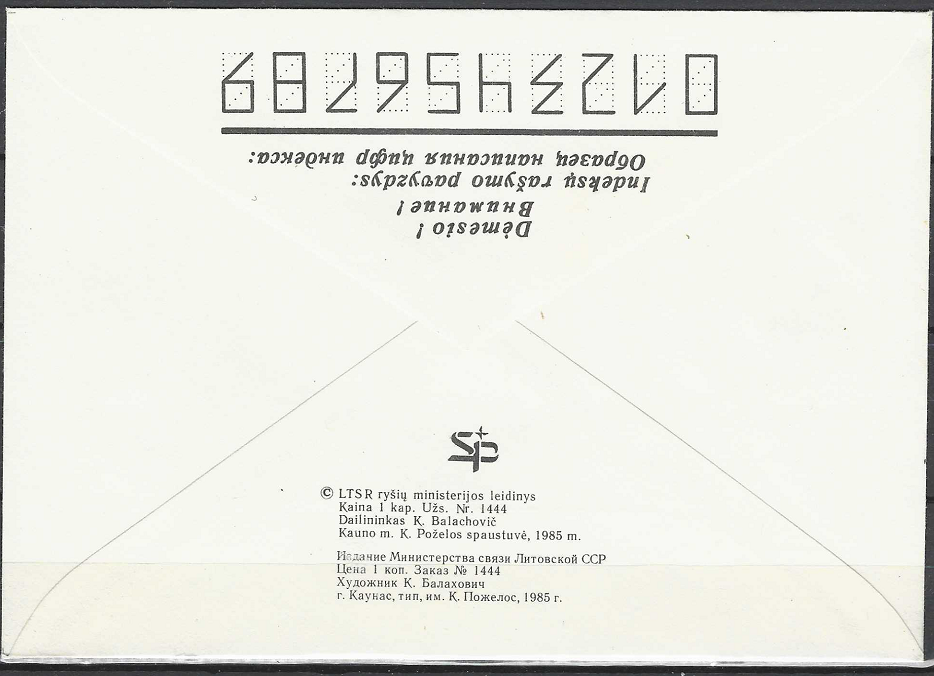 Dėmesio !
Внимание !
Indeksų rašymo pavyzdys:
Образец написания цифр индекса:
0123456789
SP
© LTSR ryšių ministerijos leidinys
Kaina 1 kap. Užs. Nr. 1444
Dailininkas K. Balachovič
Kauno m. K. Poželos spaustuvė, 1985 m.
Издание Министерства связи Литовской ССР
Цена 1 коп. Заказ № 1444
Художник К. Балахович
г. Каунас, тип, им. К. Пожелос, 1985 г.